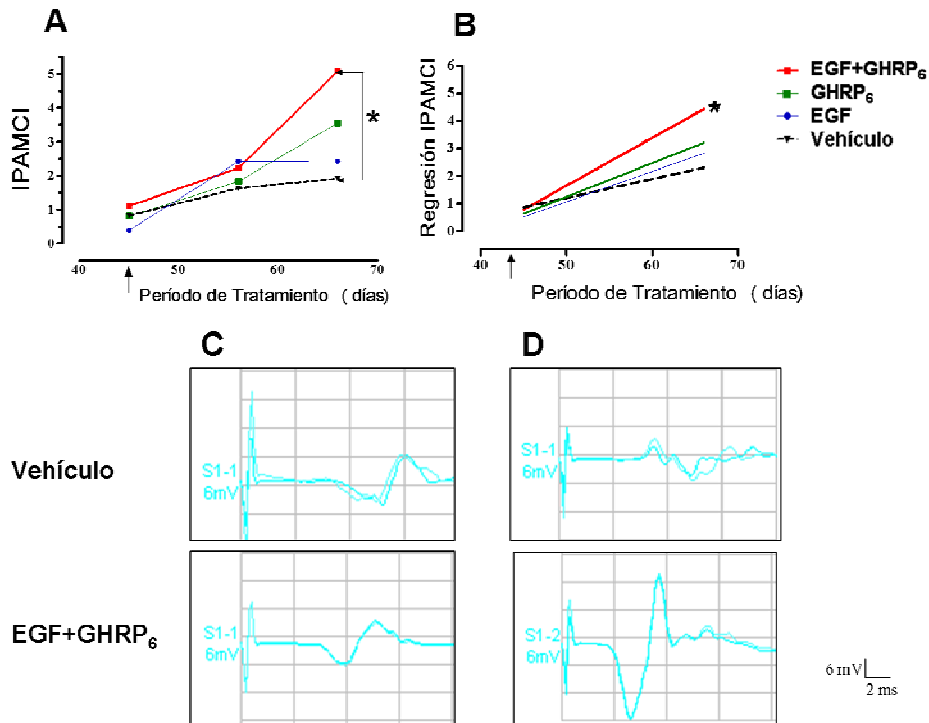 A
IPAMCI
5
4
3
2
1
0
*
40 50 60 70
Período de Tratamiento ( días)
B
Regresión IPAMCI
6
5
4
3
2
1
0
*
40 50 60 70
Período de Tratamiento ( días)
EGF+GHRP6
GHRP6
EGF
Vehículo
C
D
Vehículo
S1-1
6mV
S1-1
6mV
EGF+GHRP6
S1-1
6mV
S1-2
6mV
6 mV
2 ms